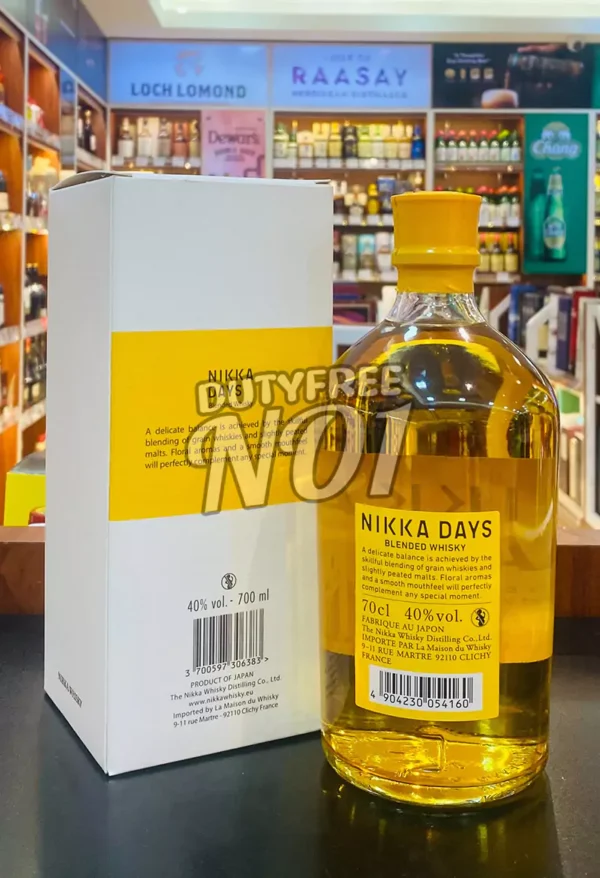 LOCH LOMOND
RAASAY
HEBRIDEAN DISTILLERS
Dewar's
Chang
DUTYFREE
NO1
NIKKA
DAYS
Blended Whisky
A delicate balance is achieved by the skillful
blending of grain whiskies and slightly peated
malts. Floral aromas and a smooth mouthfeel
will perfectly complement any special moment.
40% vol. - 700 ml
3 700597 306383 >
PRODUCT OF JAPAN
The Nikka Whisky Distilling Co., Ltd.
www.nikkawhisky.eu
Imported by La Maison du Whisky
9-11 rue Martre - 92110 Clichy France
NIKKA WHISKY
NIKKA DAYS
BLENDED WHISKY
A delicate balance is achieved by the
skillful blending of grain whiskies and
slightly peated malts. Floral aromas
and a smooth mouthfeel will perfectly
complement any special moment.
70cl 40%vol.
FABRIQUE AU JAPON
The Nikka Whisky Distilling Co.,Ltd.
IMPORTE PAR La Maison du Whisky
9-11 RUE MARTRE 92110 CLICHY
FRANCE
4 904230 054160